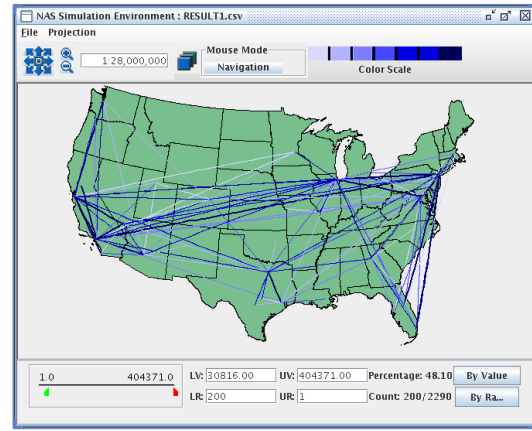 NAS Simulation Environment : RESULT1.csv
File Projection
1:28,000,000
Mouse Mode
Navigation
Color Scale
1.0 404371.0
LV: 30816.00 UV: 404371.00 Percentage: 48.10 By Value
LR: 200 UR: 1 Count: 200/2290 By Ra...